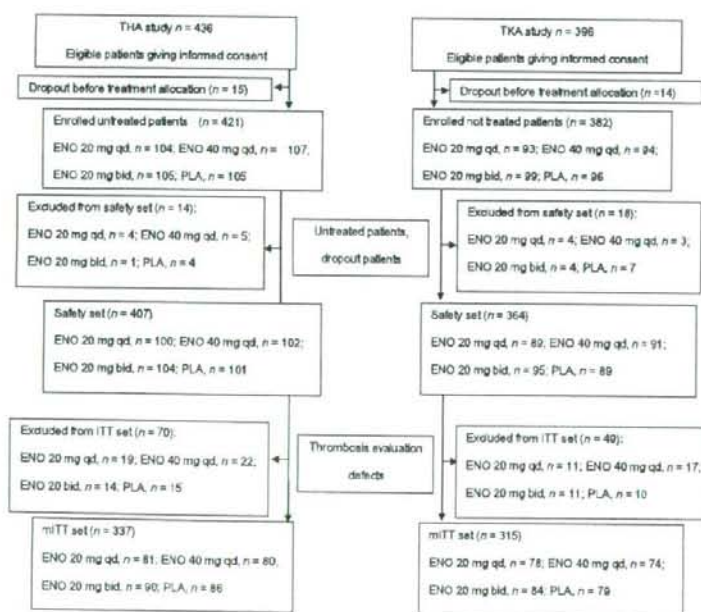 THA study n = 436
Eligible patients giving informed consent
Dropout before treatment allocation (n = 15)
Enrolled untreated patients (n = 421)
ENO 20 mg qd, n = 104; ENO 40 mg qd, n = 107;
ENO 20 mg bid, n = 105; PLA, n = 105
Excluded from safety set (n = 14):
ENO 20 mg qd, n = 4; ENO 40 mg qd, n = 5;
ENO 20 mg bid, n = 1; PLA, n = 4
Safety set (n = 407)
ENO 20 mg qd, n = 100; ENO 40 mg qd, n = 102;
ENO 20 mg bid, n = 104; PLA, n = 101
Excluded from ITT set (n = 70):
ENO 20 mg qd, n = 19; ENO 40 mg qd, n = 22;
ENO 20 bid, n = 14; PLA, n = 15
mITT set (n = 337)
ENO 20 mg qd, n = 81, ENO 40 mg qd, n = 80,
ENO 20 mg bid, n = 90; PLA, n = 86
Untreated patients,
dropout patients
Thrombosis evaluation
defects
TKA study n = 396
Eligible patients giving informed consent
Dropout before treatment allocation (n =14)
Enrolled not treated patients (n = 382)
ENO 20 mg qd, n = 93; ENO 40 mg qd, n = 94;
ENO 20 mg bid, n = 99; PLA, n = 96
Excluded from safety set (n = 18):
ENO 20 mg qd, n = 4; ENO 40 mg qd, n = 3;
ENO 20 mg bid, n = 4, PLA, n = 7
Safety set (n = 364)
ENO 20 mg qd, n = 89, ENO 40 mg qd, n = 91;
ENO 20 mg bid, n = 95; PLA, n = 89
Excluded from ITT set (n = 49):
ENO 20 mg qd, n = 11; ENO 40 mg qd, n = 17,
ENO 20 mg bid, n = 11; PLA, n = 10
mITT set (n = 315)
ENO 20 mg qd, n = 78; ENO 40 mg qd, n = 74;
ENO 20 mg bid, n = 84; PLA, n = 79